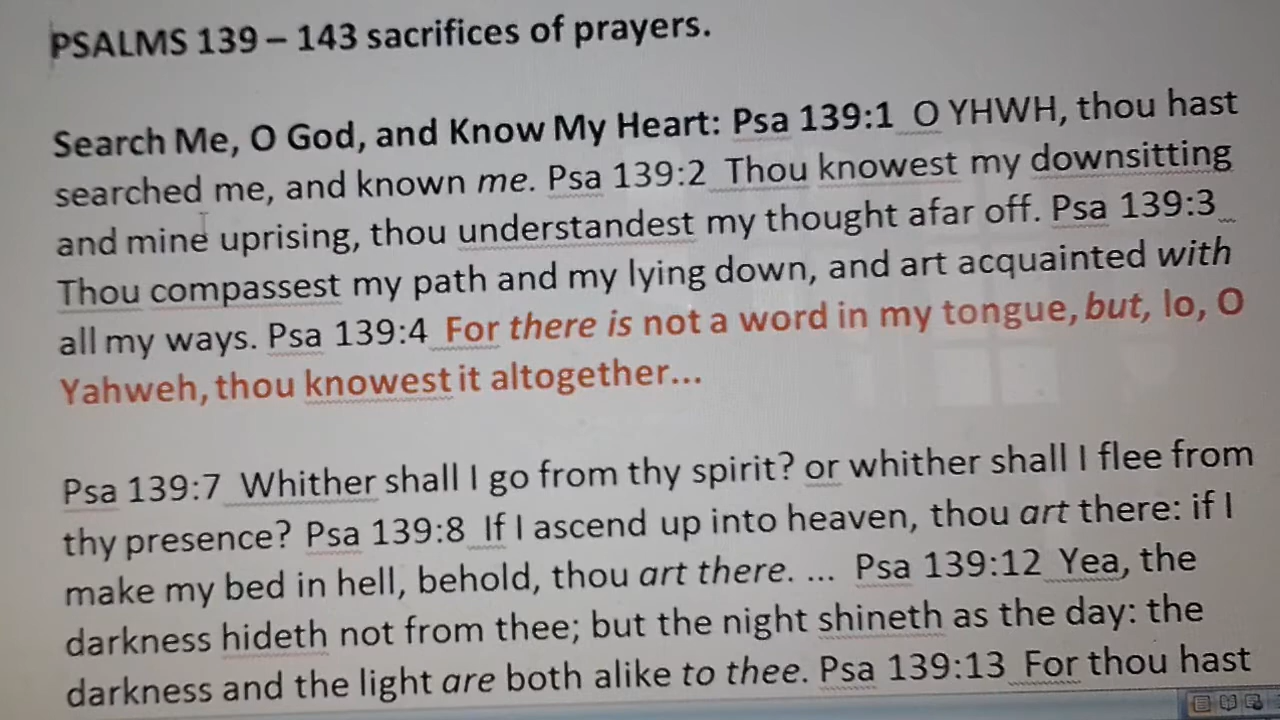 PSALMS 139 – 143 sacrifices of prayers.
Search Me, O God, and Know My Heart: Psa 139:1 O YHWH, thou hast
searched me, and known me. Psa 139:2 Thou knowest my downsitting
and mine uprising, thou understandest my thought afar off. Psa 139:3
Thou compassest my path and my lying down, and art acquainted with
all my ways. Psa 139:4 For there is not a word in my tongue, but, lo, O
Yahweh, thou knowest it altogether...
Psa 139:7 Whither shall I go from thy spirit? or whither shall I flee from
thy presence? Psa 139:8 If I ascend up into heaven, thou art there: if I
make my bed in hell, behold, thou art there. ... Psa 139:12 Yea, the
darkness hideth not from thee; but the night shineth as the day: the
darkness and the light are both alike to thee. Psa 139:13 For thou hast